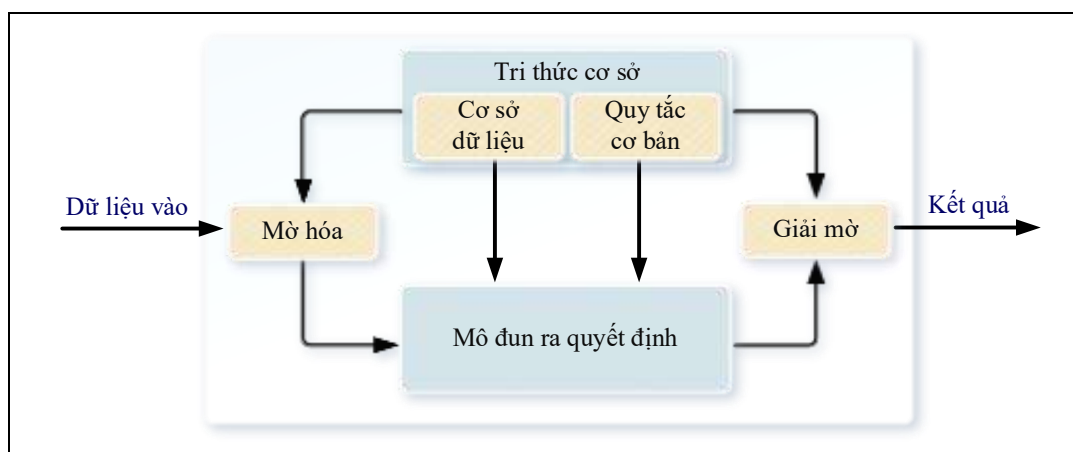 Tri thức cơ sở
Cơ sở
dữ liệu
Quy tắc
cơ bản
Dữ liệu vào
Mờ hóa
Giải mờ
Kết quả
Mô đun ra quyết định